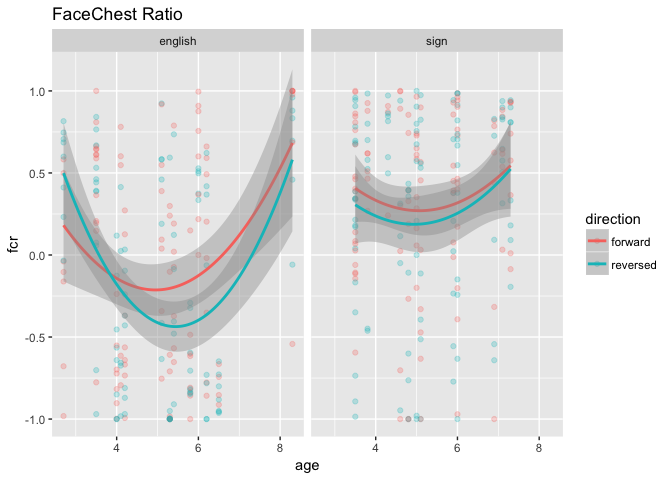 FaceChest Ratio
english
sign
fcr
1.0
0.5
0.0
-0.5
-1.0
4 6 8
4 6 8
age
direction
forward
reversed